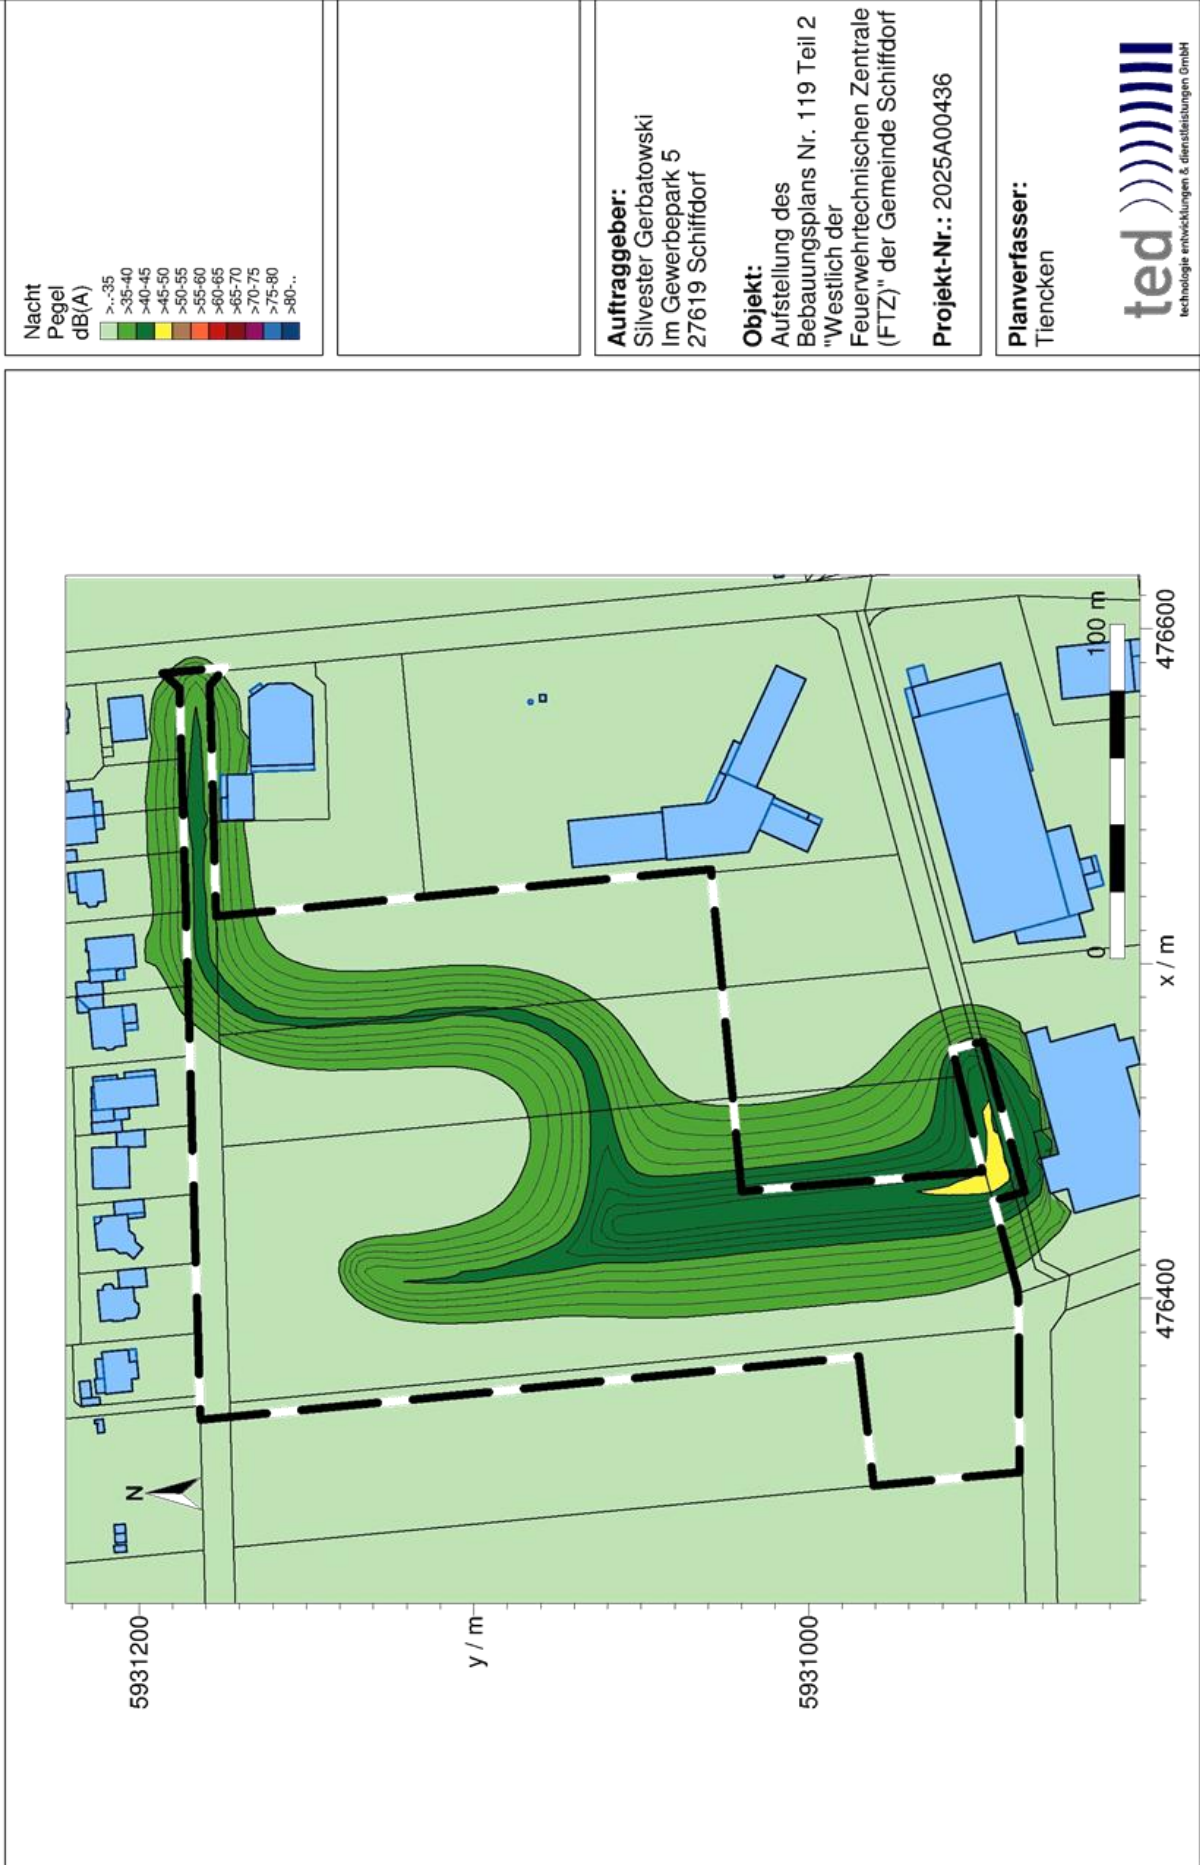 Nacht
Pegel
dB(A)
>..-35
>35-40
>40-45
>45-50
>50-55
>55-60
>60-65
>65-70
>70-75
>75-80
>80-..
Auftraggeber:
Silvester Gerbatowski
Im Gewerbepark 5
27619 Schiffdorf
Objekt:
Aufstellung des
Bebauungsplans Nr. 119 Teil 2
"Westlich der
Feuerwehrtechnischen Zentrale
(FTZ)" der Gemeinde Schiffdorf
Projekt-Nr.: 2025A00436
Planverfasser:
Tiencken
ted
technologie entwicklungen & dienstleistungen GmbH
N
5931200
y / m
5931000
0
100 m
476400
x / m
476600